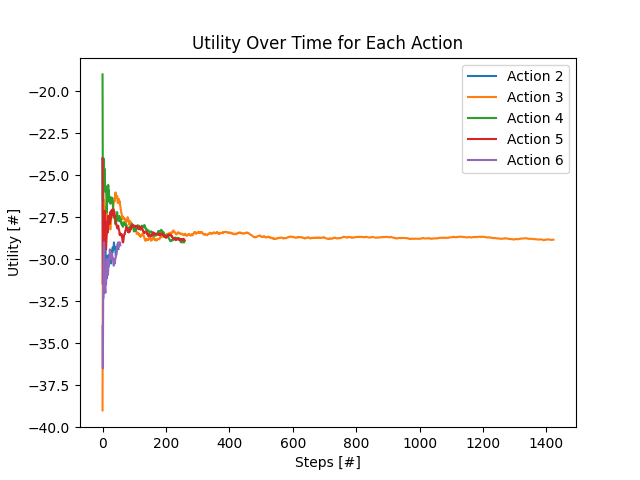 Utility Over Time for Each Action
Utility [#]
−20.0
−22.5
−25.0
−27.5
−30.0
−32.5
−35.0
−37.5
−40.0
Action 2
Action 3
Action 4
Action 5
Action 6
0 200 400 600 800 1000 1200 1400
Steps [#]